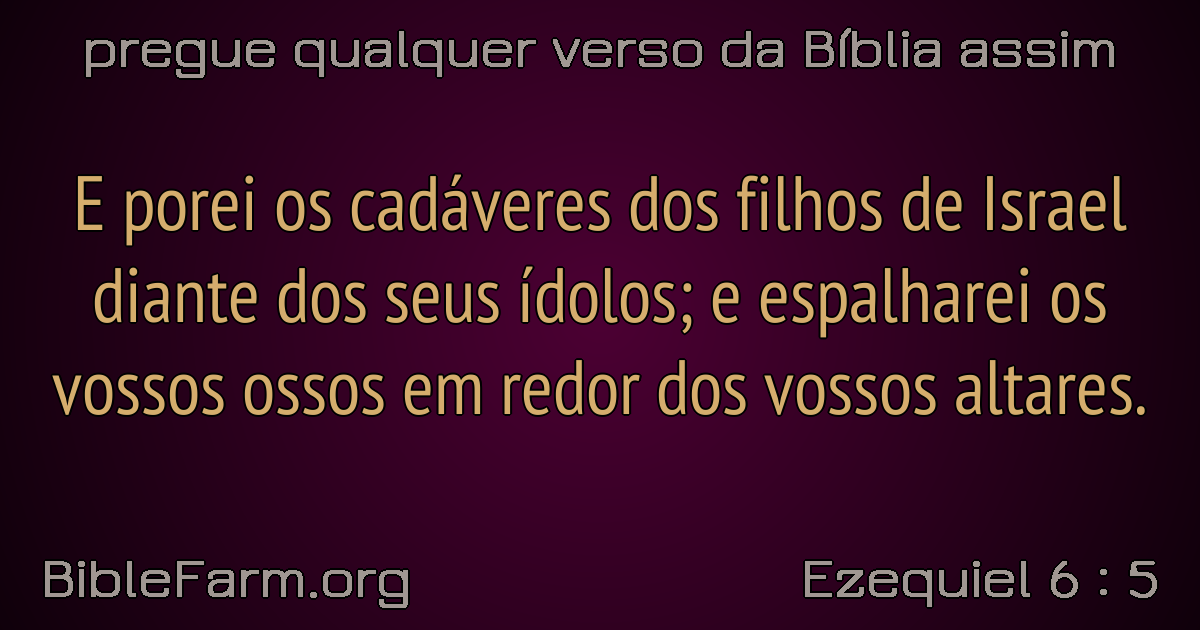 pregue qualquer verso da Bíblia assim
E porei os cadáveres dos filhos de Israel
diante dos seus ídolos; e espalharei os
vossos ossos em redor dos vossos altares.
BibleFarm.org
Ezequiel 6 : 5